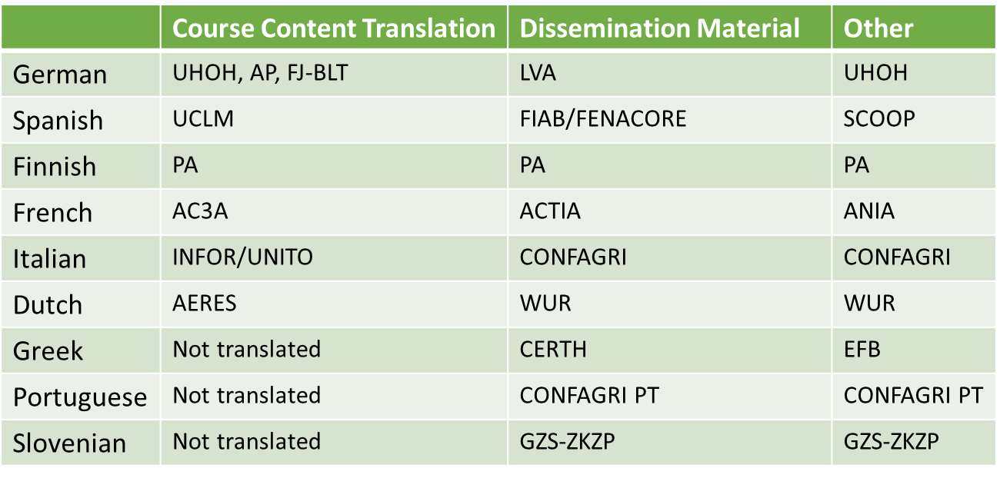 Course Content Translation Dissemination Material Other
German UHOH, AP, FJ-BLT LVA UHOH
Spanish UCLM FIAB/FENACORE SCOOP
Finnish PA PA PA
French AC3A ACTIA ANIA
Italian INFOR/UNITO CONFAGRI CONFAGRI
Dutch AERES WUR WUR
Greek Not translated CERTH EFB
Portuguese Not translated CONFAGRI PT CONFAGRI PT
Slovenian Not translated GZS-ZKZP GZS-ZKZP